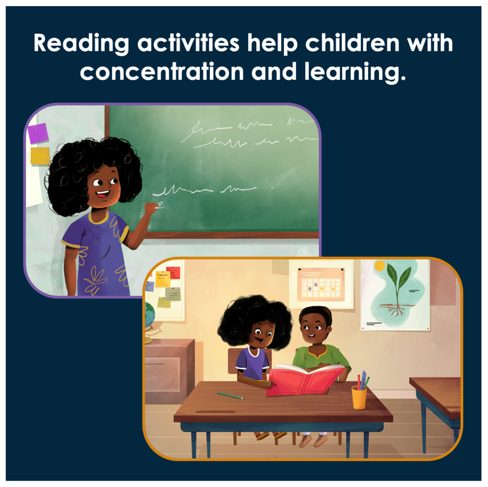 Reading activities help children with
concentration and learning.